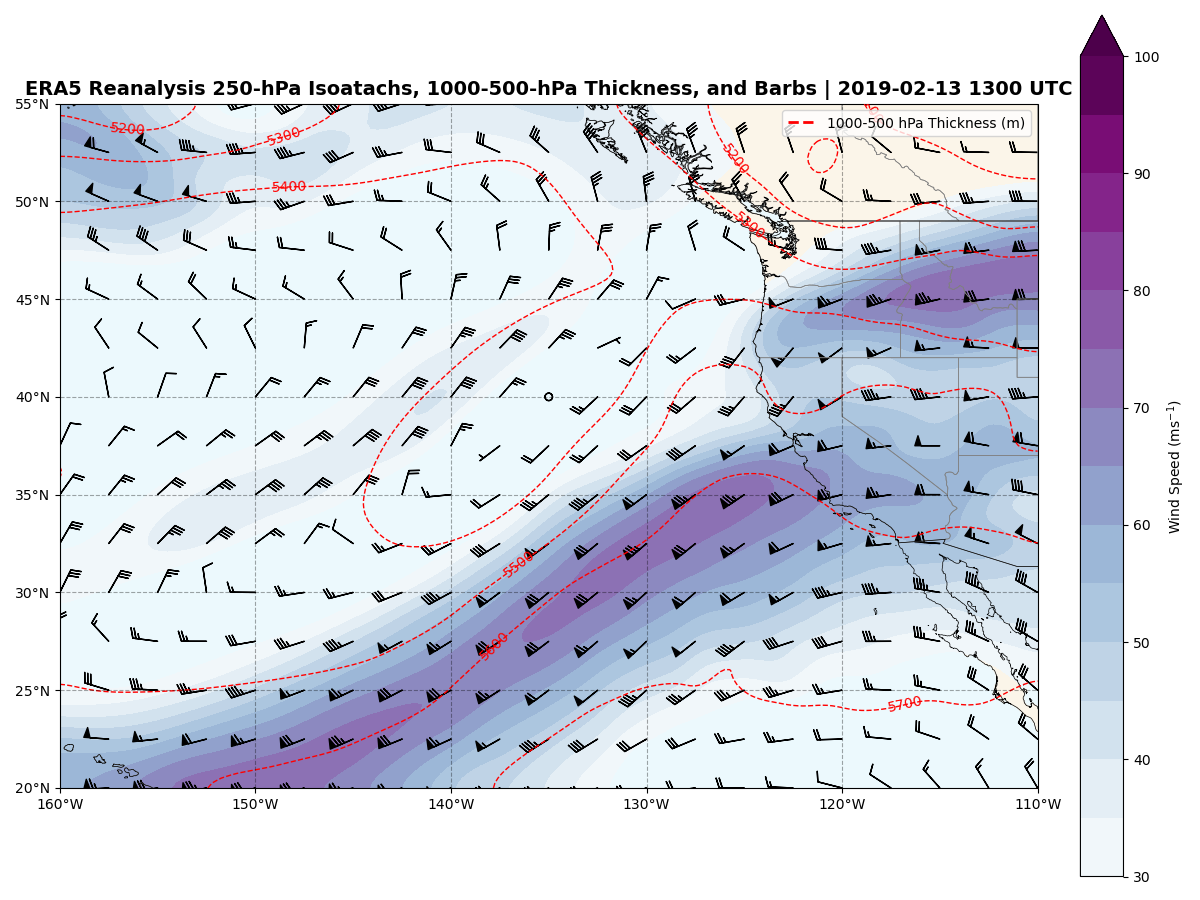 ERA5 Reanalysis 250-hPa Isoatachs, 1000-500-hPa Thickness, and Barbs | 2019-02-13 1300 UTC
1000-500 hPa Thickness (m)
55°N
50°N
45°N
40°N
35°N
30°N
25°N
20°N
160°W
150°W
140°W
130°W
120°W
110°W
5200
5300
5400
5200
5500
5600
5700
100
90
80
70
60
50
40
30
Wind Speed (ms⁻¹)